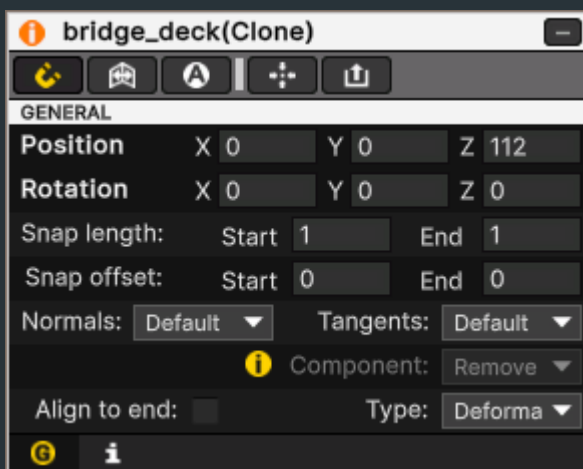 bridge_deck(Clone)
A
GENERAL
Position X 0 Y 0 Z 112
Rotation X 0 Y 0 Z 0
Snap length: Start 1 End 1
Snap offset: Start 0 End 0
Normals: Default Tangents: Default
Component: Remove
Align to end: Type: Deforma
G i